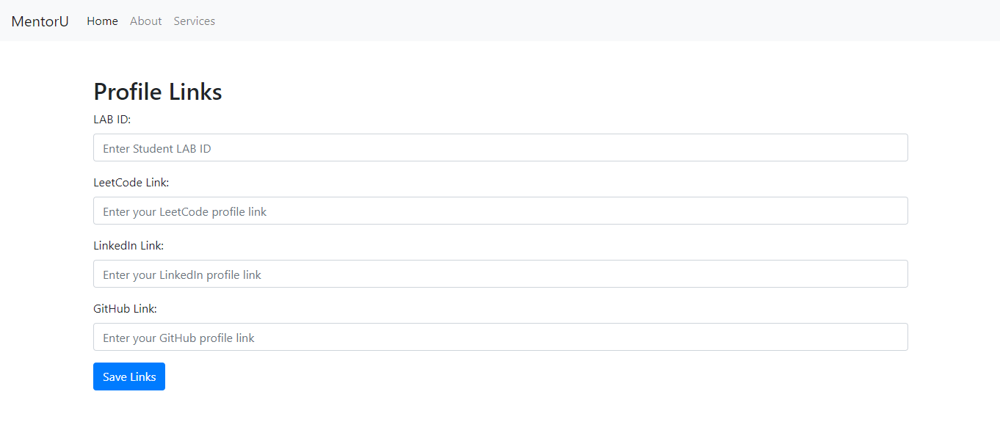 MentorU Home About Services
Profile Links
LAB ID:
Enter Student LAB ID
LeetCode Link:
Enter your LeetCode profile link
LinkedIn Link:
Enter your LinkedIn profile link
GitHub Link:
Enter your GitHub profile link
Save Links